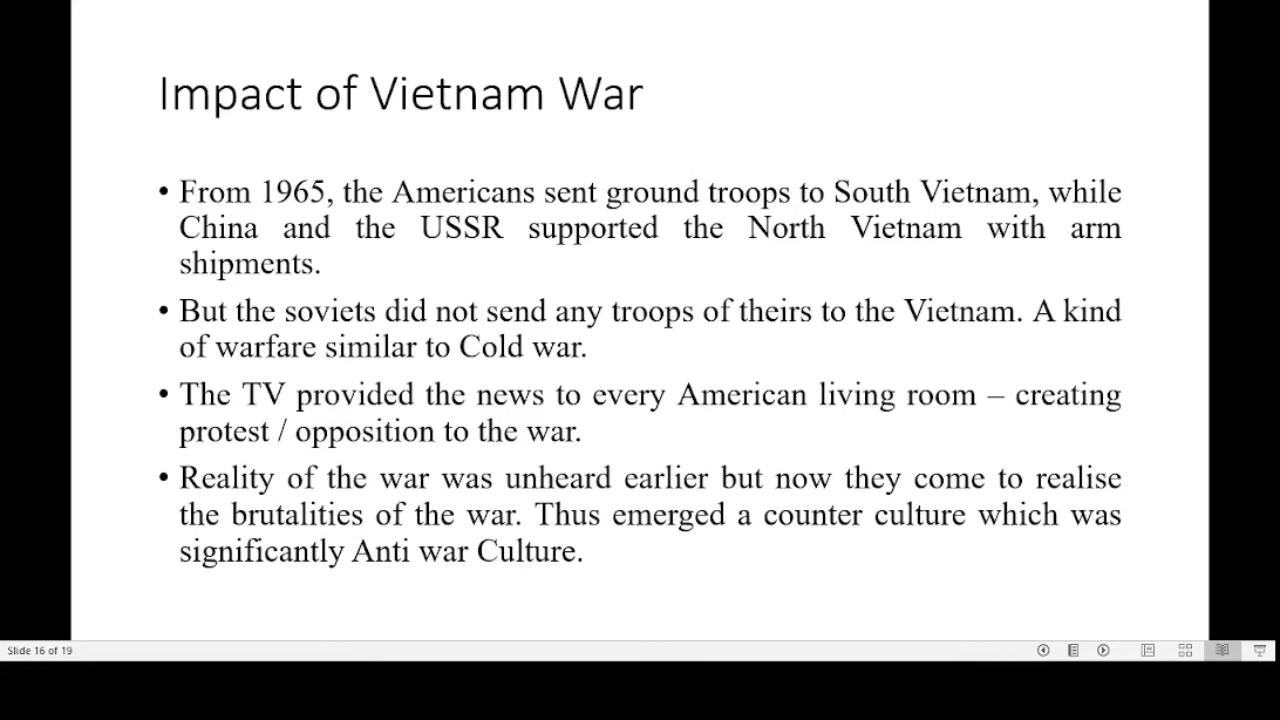 Impact of Vietnam War
• From 1965, the Americans sent ground troops to South Vietnam, while
China and the USSR supported the North Vietnam with arm
shipments.
• But the soviets did not send any troops of theirs to the Vietnam. A kind
of warfare similar to Cold war.
• The TV provided the news to every American living room – creating
protest / opposition to the war.
• Reality of the war was unheard earlier but now they come to realise
the brutalities of the war. Thus emerged a counter culture which was
significantly Anti war Culture.
Slide 16 of 19